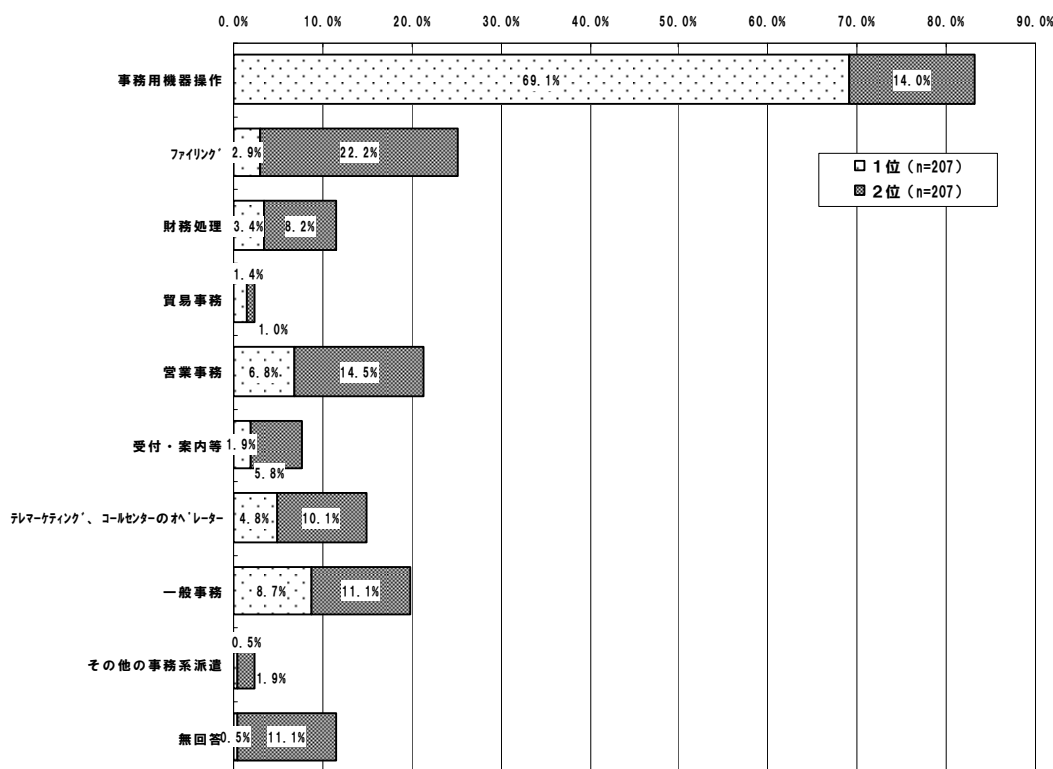 0.0% 10.0% 20.0% 30.0% 40.0% 50.0% 60.0% 70.0% 80.0% 90.0%
事務用機器操作 69.1% 14.0%
ﾌｧｲﾘﾝｸﾞ 2.9% 22.2%
1位 (n=207)
2位 (n=207)
財務処理 3.4% 8.2%
1.4%
貿易事務
1.0%
営業事務 6.8% 14.5%
受付・案内等 1.9%
5.8%
ﾃﾚﾏｰｹﾃｨﾝｸﾞ、ｺｰﾙｾﾝﾀｰのｵﾍﾟﾚｰﾀｰ 4.8% 10.1%
一般事務 8.7% 11.1%
0.5%
その他の事務系派遣
1.9%
無回答 0.5% 11.1%